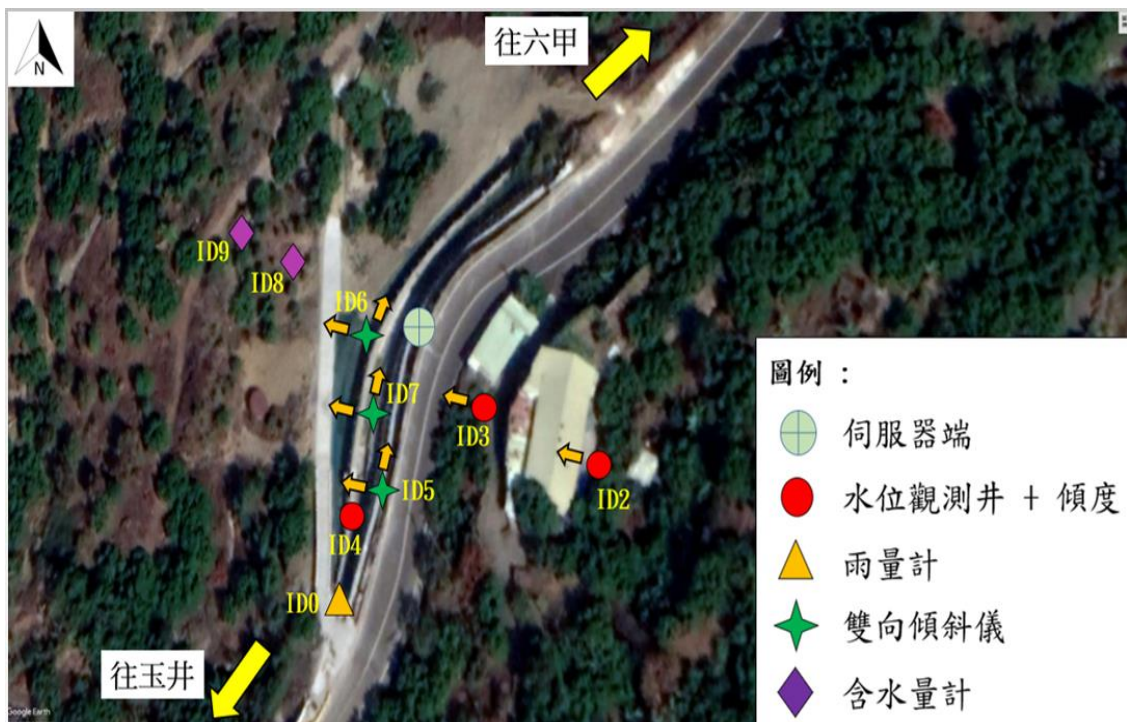 N
往六甲
ID9
ID8
ID6
ID7
ID3
ID5
ID2
ID4
ID0
往玉井
Google Earth
圖例 :
伺服器端
水位觀測井 + 傾度
雨量計
雙向傾斜儀
含水量計